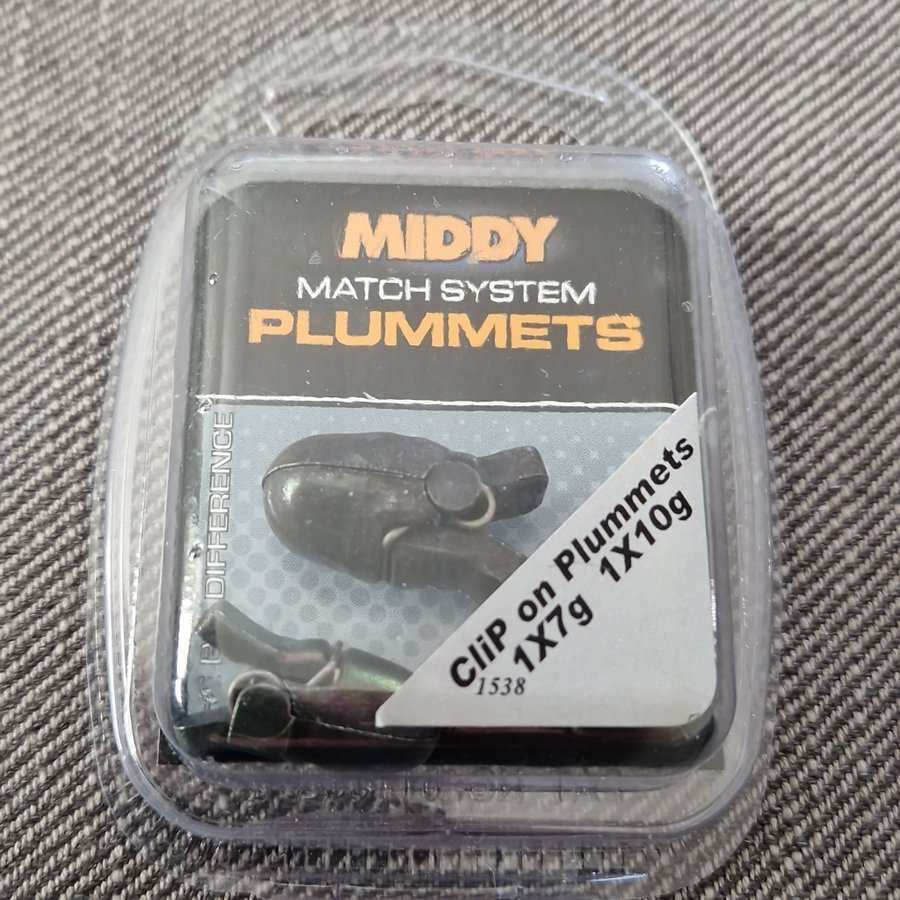 MIDDY
MATCH SYSTEM
PLUMMETS
DIFFERENCE
CliP on Plummets
1X7g 1X10g
1538